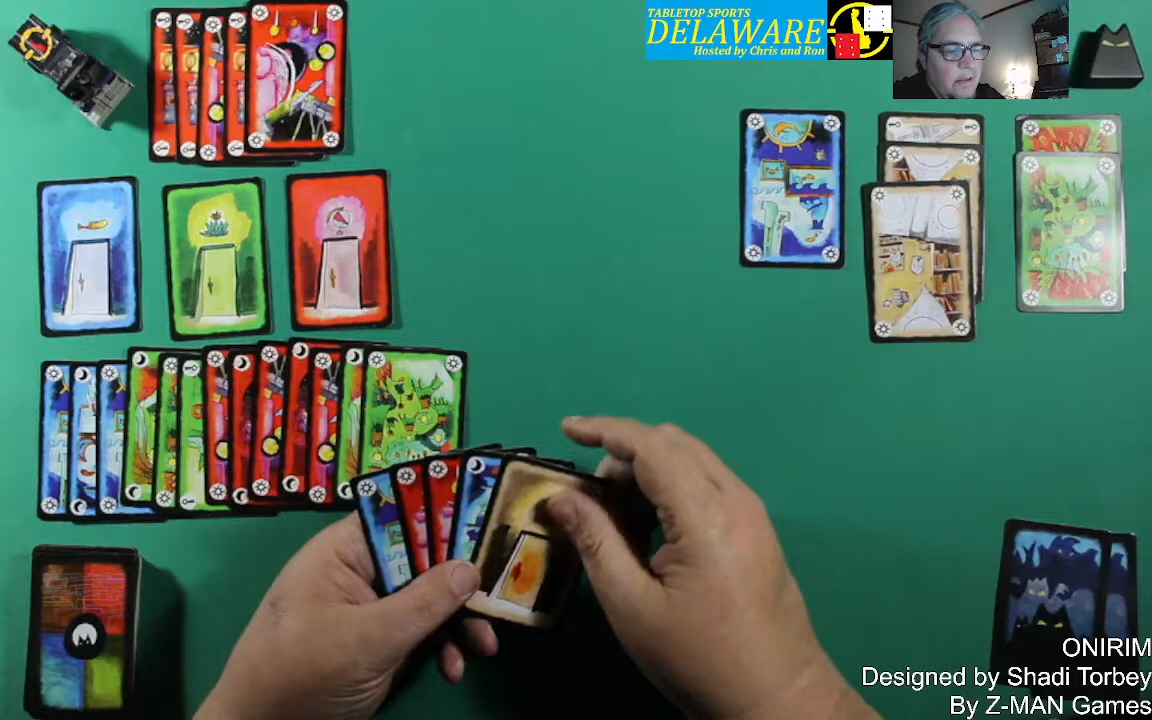 TABLETOP SPORTS
DELAWARE
Hosted by Chris and Ron
ONIRIM
Designed by Shadi Torbey
By Z-MAN Games